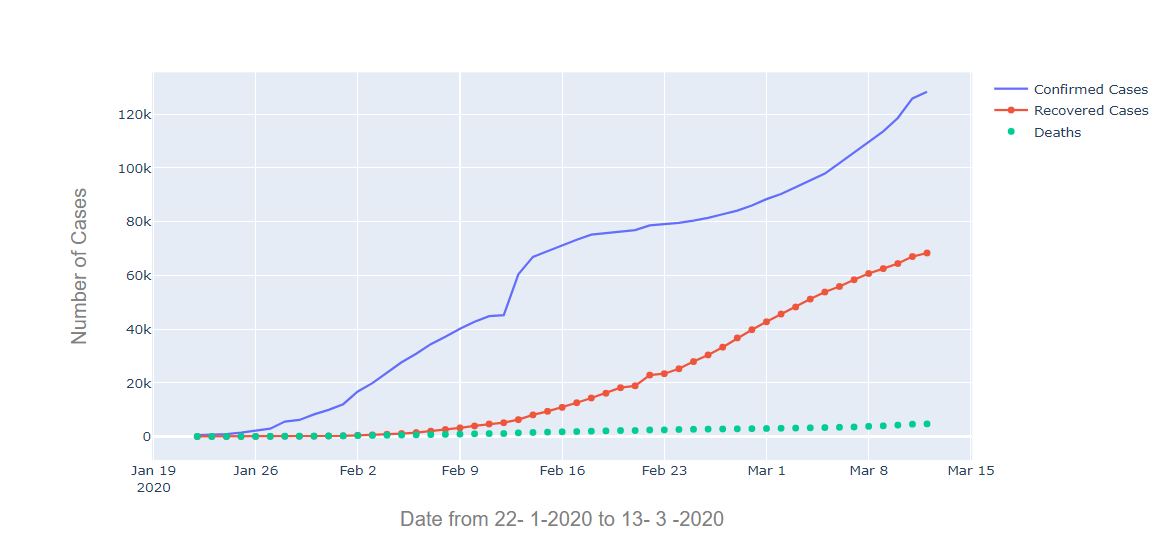 Confirmed Cases
Recovered Cases
Deaths
120k
100k
80k
60k
40k
20k
0
Number of Cases
Jan 19
2020
Jan 26
Feb 2
Feb 9
Feb 16
Feb 23
Mar 1
Mar 8
Mar 15
Date from 22- 1-2020 to 13- 3 -2020